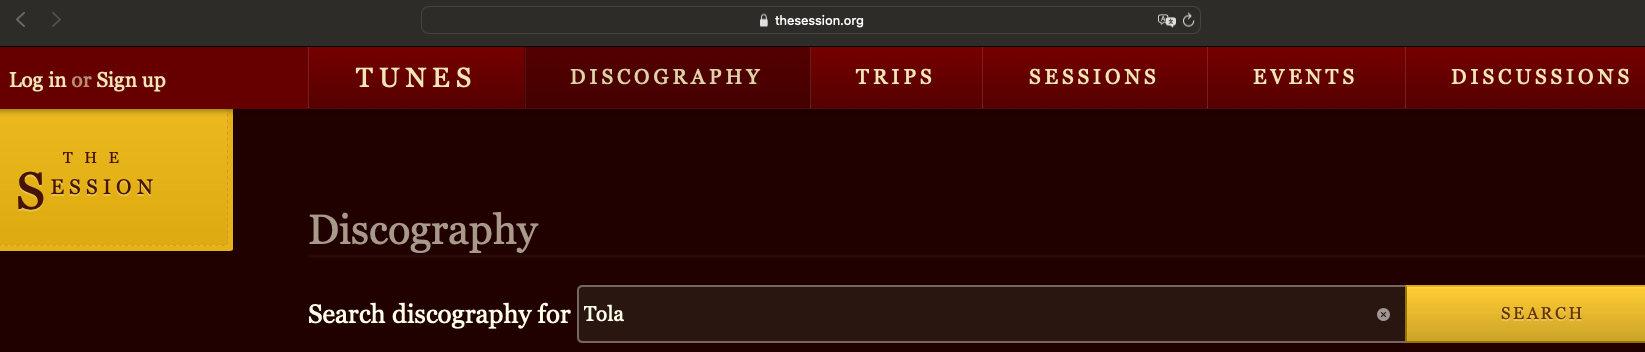 thesession.org
Log in or Sign up
TUNES
DISCOGRAPHY
TRIPS
SESSIONS
EVENTS
DISCUSSIONS
THE
SESSION
Discography
Search discography for
Tola
SEARCH